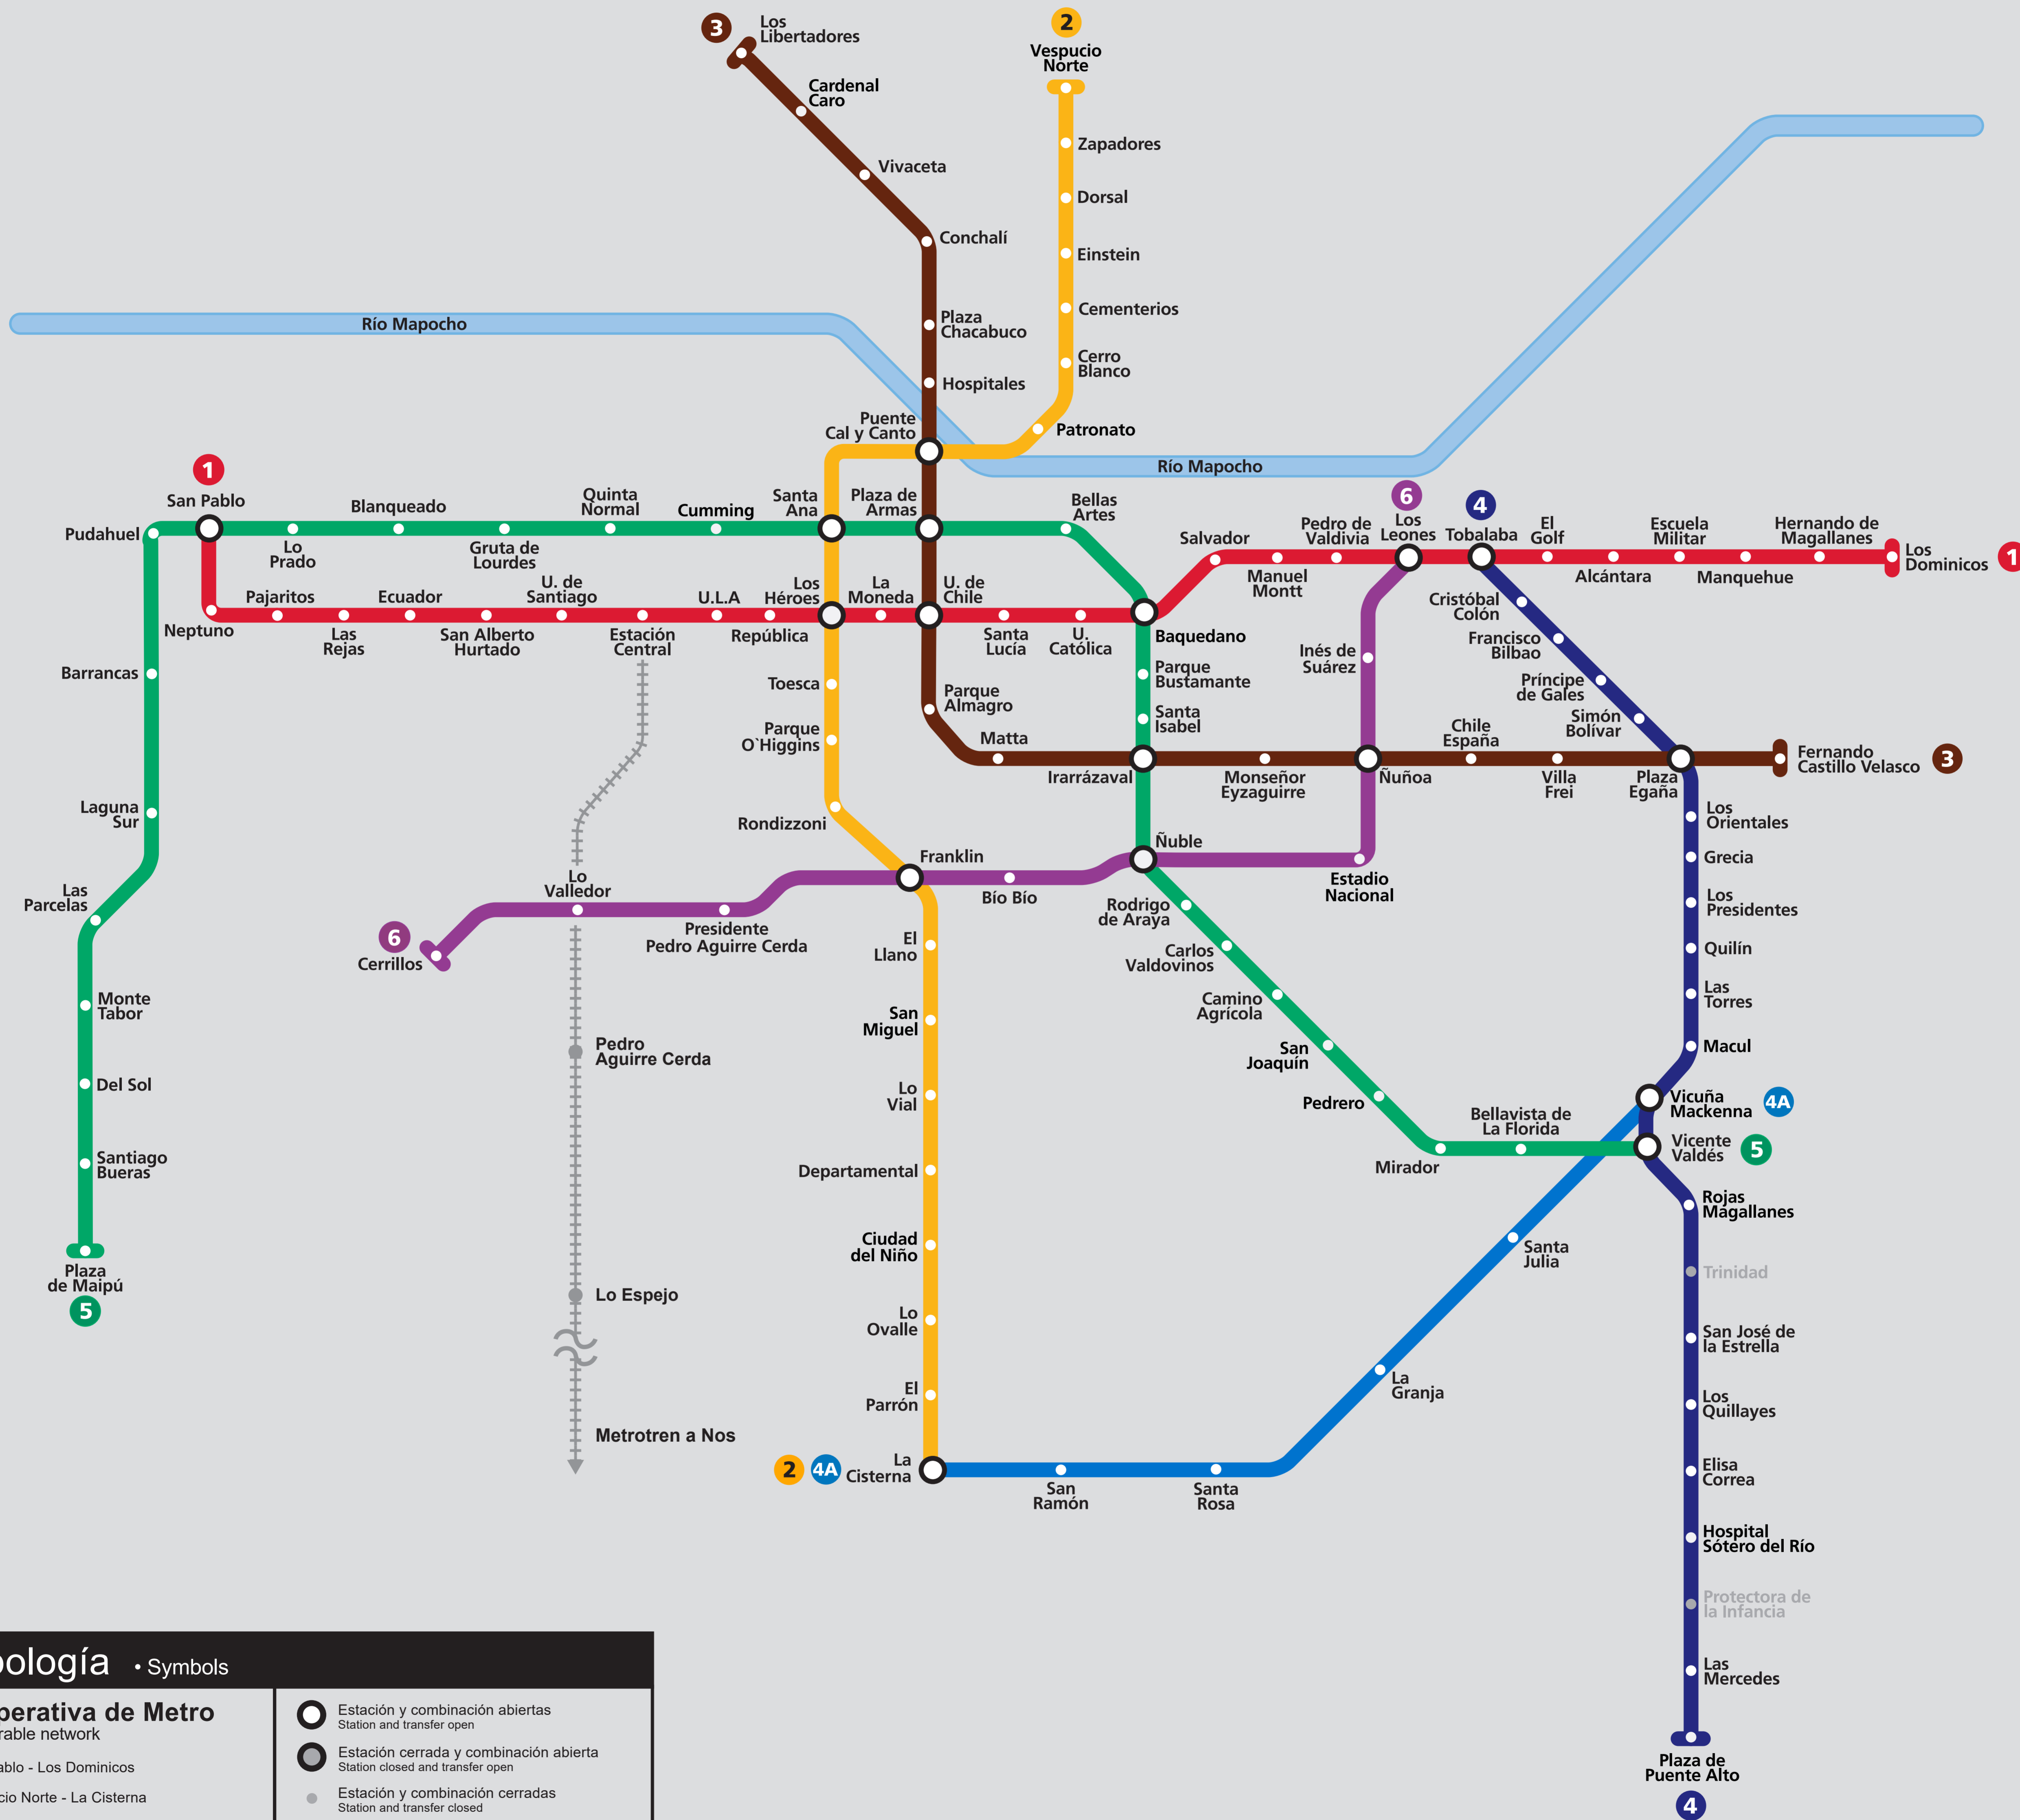 3
Los
Libertadores
2
Vespucio
Norte
Cardenal
Caro
Zapadores
Vivaceta
Dorsal
Conchalí
Einstein
Cementerios
Río Mapocho
Plaza
Chacabuco
Cerro
Blanco
Hospitales
Puente
Cal y Canto
Patronato
Río Mapocho
1
San Pablo
Pudahuel
Lo
Prado
Blanqueado
Gruta de
Lourdes
Quinta
Normal
Cumming
Santa
Ana
Plaza de
Armas
Bellas
Artes
Salvador
Manuel
Montt
Pedro de
Valdivia
6
Los
Leones
4
Tobalaba
El
Golf
Alcántara
Escuela
Militar
Manquehue
Hernando de
Magallanes
Los
Dominicos
1
Neptuno
Pajaritos
Las
Rejas
Ecuador
San Alberto
Hurtado
U. de
Santiago
Estación
Central
U.L.A
República
Los
Héroes
La
Moneda
U. de
Chile
Santa
Lucía
U.
Católica
Baquedano
Cristóbal
Colón
Francisco
Bilbao
Príncipe
de Gales
Simón
Bolívar
Inés de
Suárez
Parque
Bustamante
Santa
Isabel
Barrancas
Toesca
Parque
O`Higgins
Parque
Almagro
Matta
Irarrázaval
Monseñor
Eyzaguirre
Ñuñoa
Chile
España
Villa
Frei
Plaza
Egaña
Fernando
Castillo Velasco
3
Laguna
Sur
Rondizzoni
Los
Orientales
Grecia
Franklin
Ñuble
Estadio
Nacional
Los
Presidentes
Las
Parcelas
Lo
Valledor
Bío Bío
Rodrigo
de Araya
6
Cerrillos
Presidente
Pedro Aguirre Cerda
El
Llano
Carlos
Valdovinos
Quilín
Monte
Tabor
Camino
Agrícola
Las
Torres
San
Miguel
Pedro
Aguirre Cerda
San
Joaquín
Macul
Del Sol
Lo
Vial
Pedrero
Vicuña
Mackenna
4A
Bellavista de
La Florida
Mirador
Vicente
Valdés
5
Santiago
Bueras
Departamental
Rojas
Magallanes
Plaza
de Maipú
5
Ciudad
del Niño
Santa
Julia
Trinidad
Lo Espejo
Lo
Ovalle
San José de
la Estrella
El
Parrón
La
Granja
Los
Quillayes
Metrotren a Nos
2
4A
La
Cisterna
San
Ramón
Santa
Rosa
Elisa
Correa
Hospital
Sótero del Río
Protectora de
la Infancia
Las
Mercedes
Plaza de
Puente Alto
4
ología
• Symbols
perativa de Metro
rable network
ablo - Los Dominicos
cio Norte - La Cisterna
Estación y combinación abiertas
Station and transfer open
Estación cerrada y combinación abierta
Station closed and transfer open
Estación y combinación cerradas
Station and transfer closed